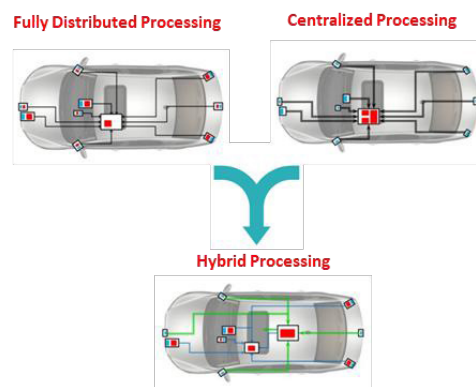 Fully Distributed Processing
Centralized Processing
Hybrid Processing